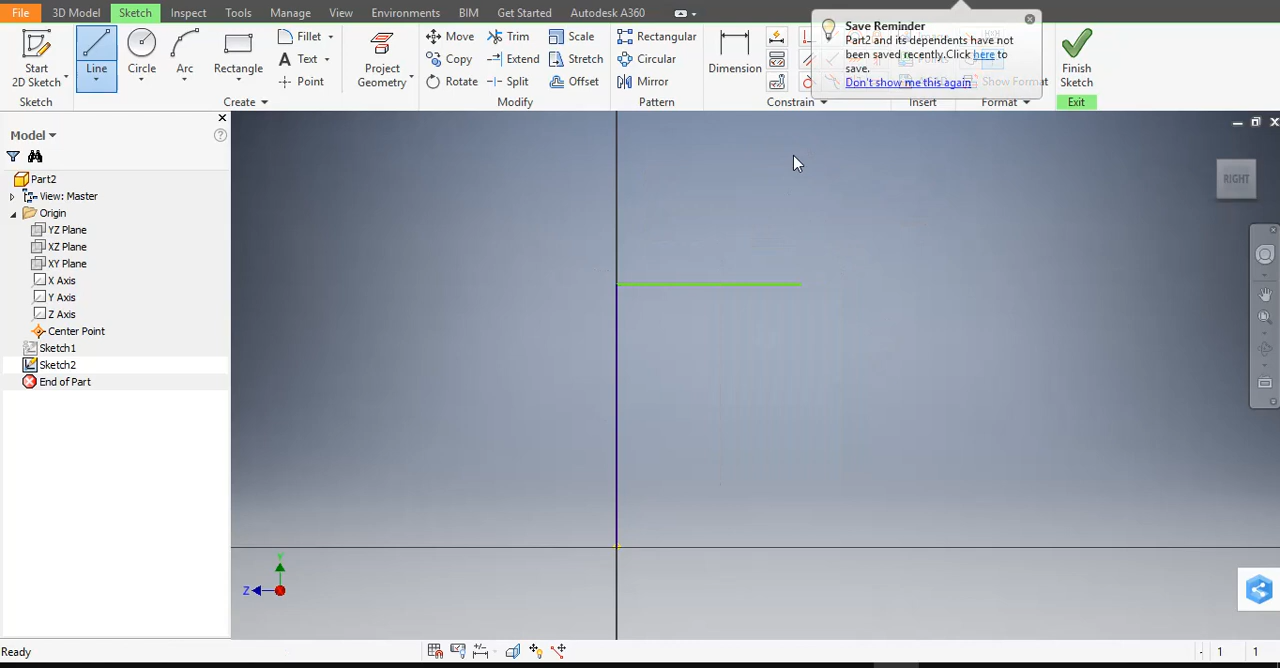 File 3D Model Sketch Inspect Tools Manage View Environments BIM Get Started Autodesk A360
Save Reminder
Part2 and its dependents have not
been saved recently.Click here to
save.
Don't show me this again
Start
2D Sketch
Line
Circle
Arc
Rectangle
Fillet
Text
Point
Project
Geometry
Move Trim Scale
Copy Extend Stretch
Rotate Split Offset
Rectangular
Circular
Mirror
Dimension
Show Format
Finish
Sketch
Sketch Create Modify Pattern Constrain Insert Format Exit
Model
Part2
View: Master
Origin
YZ Plane
XZ Plane
XY Plane
X Axis
Y Axis
Z Axis
Center Point
Sketch1
Sketch2
End of Part
RIGHT
Y
Z
Ready
1 1